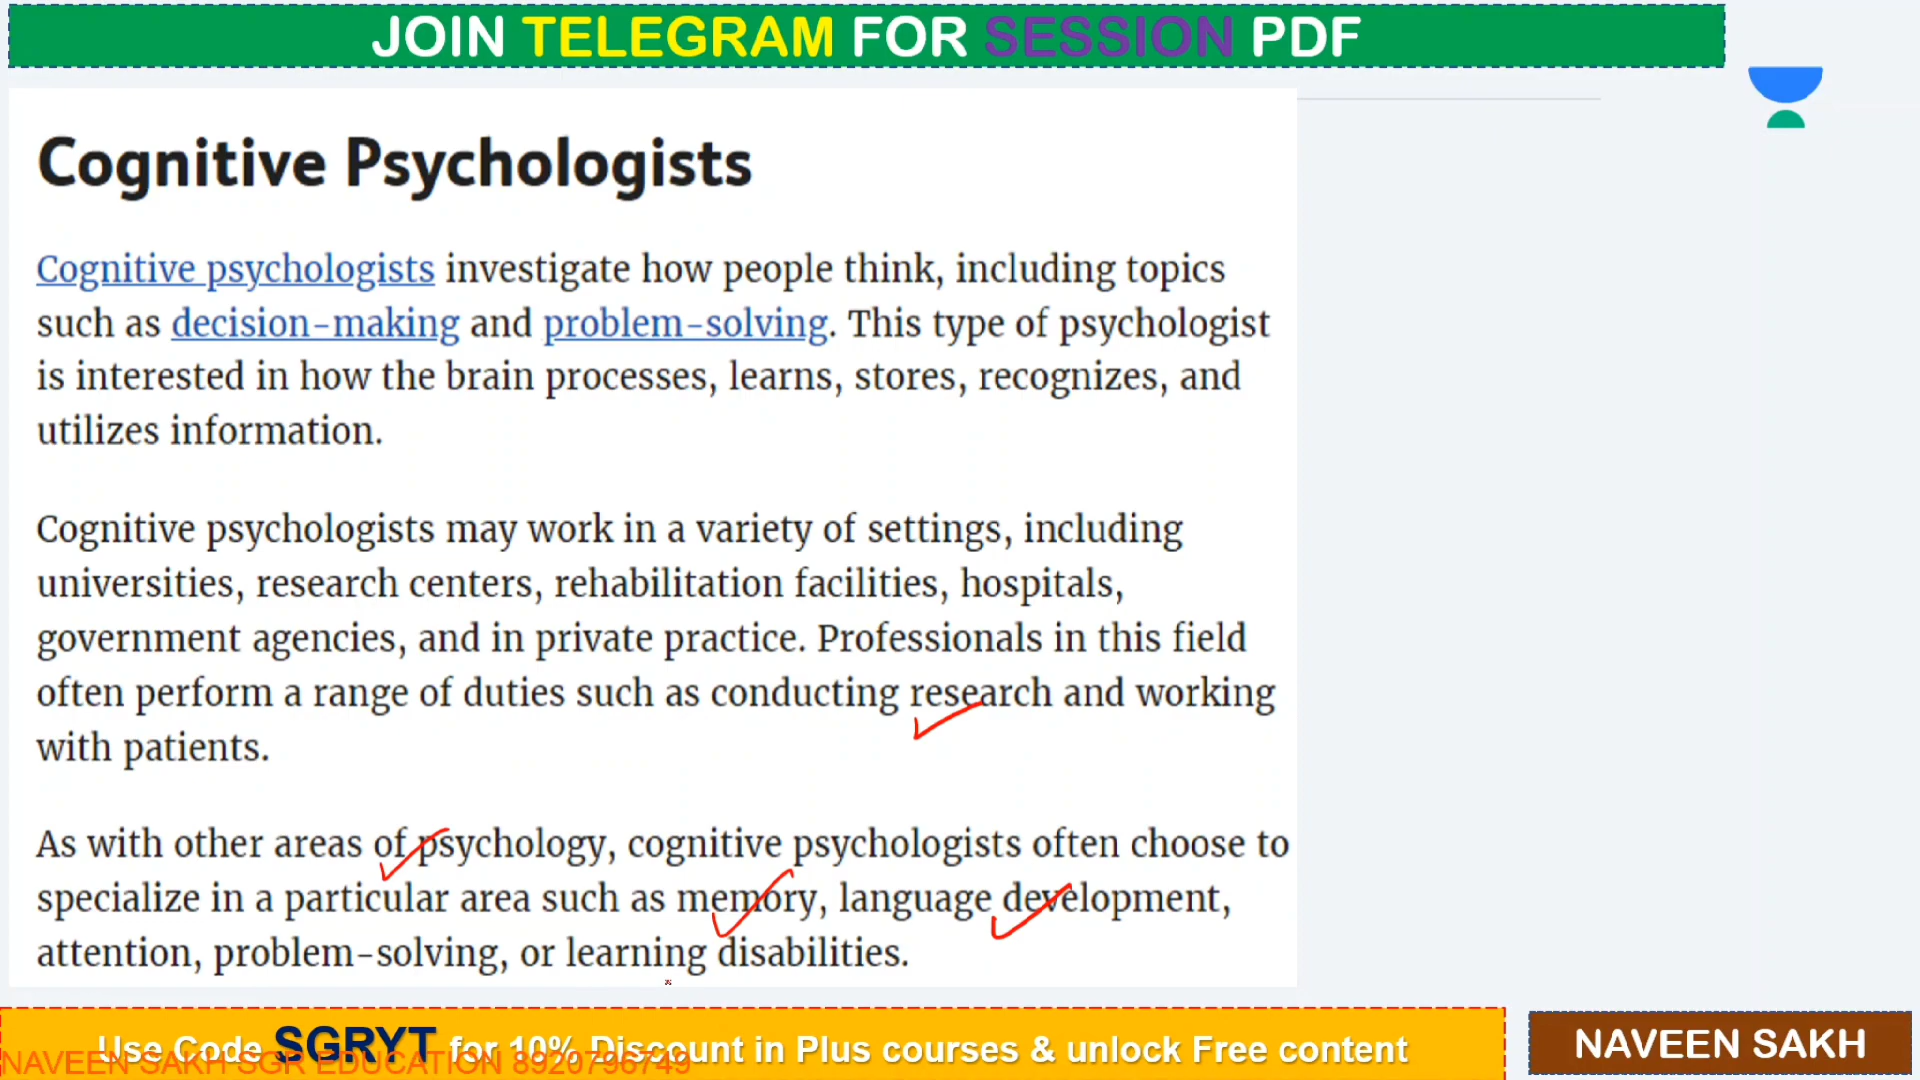 JOIN TELEGRAM FOR SESSION PDF
Cognitive Psychologists
Cognitive psychologists investigate how people think, including topics
such as decision-making and problem-solving. This type of psychologist
is interested in how the brain processes, learns, stores, recognizes, and
utilizes information.
Cognitive psychologists may work in a variety of settings, including
universities, research centers, rehabilitation facilities, hospitals,
government agencies, and in private practice. Professionals in this field
often perform a range of duties such as conducting research and working
with patients.
As with other areas of psychology, cognitive psychologists often choose to
specialize in a particular area such as memory, language development,
attention, problem-solving, or learning disabilities.
Use Code SGRYT for 10% Discount in Plus courses & unlock Free content
NAVEEN SAKH SGR EDUCATION 8920796749
NAVEEN SAKH